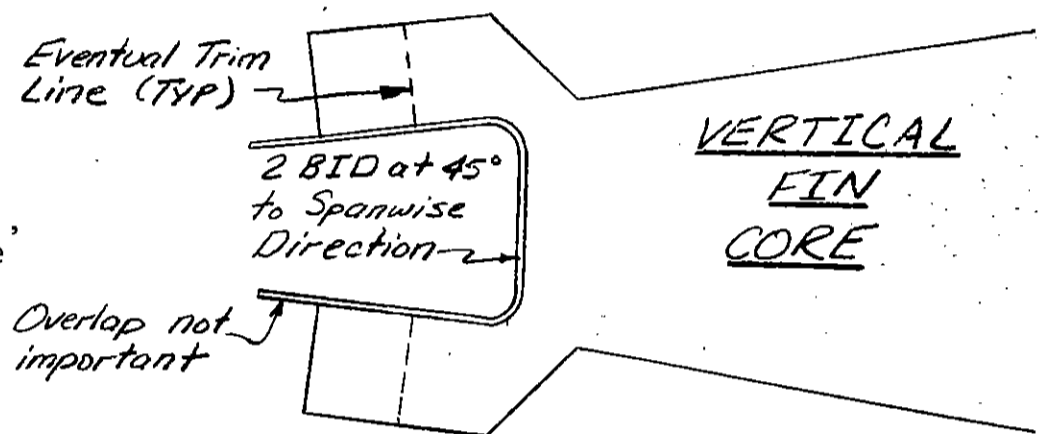 Eventual Trim
Line (TYP)
2 BID at 45°
to Spanwise
Direction
Overlap not
important
VERTICAL
FIN
CORE